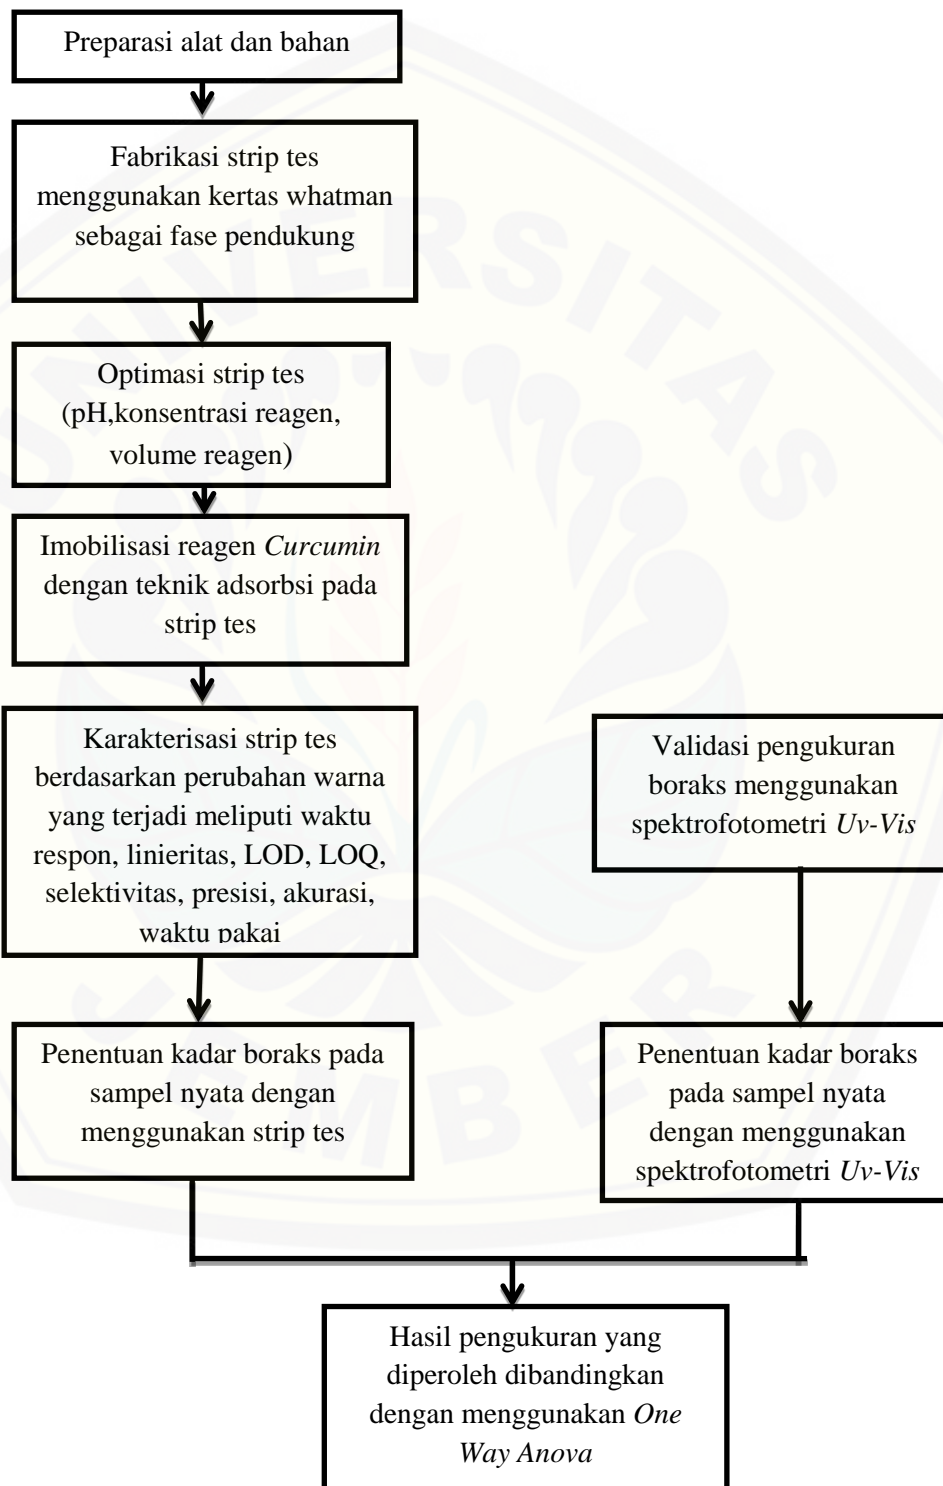 Preparasi alat dan bahan
Fabrikasi strip tes
menggunakan kertas whatman
sebagai fase pendukung
Optimasi strip tes
(pH,konsentrasi reagen,
volume reagen)
Imobilisasi reagen Curcumin
dengan teknik adsorbsi pada
strip tes
Karakterisasi strip tes
berdasarkan perubahan warna
yang terjadi meliputi waktu
respon, linieritas, LOD, LOQ,
selektivitas, presisi, akurasi,
waktu pakai
Validasi pengukuran
boraks menggunakan
spektrofotometri Uv-Vis
Penentuan kadar boraks pada
sampel nyata dengan
menggunakan strip tes
Penentuan kadar boraks
pada sampel nyata
dengan menggunakan
spektrofotometri Uv-Vis
Hasil pengukuran yang
diperoleh dibandingkan
dengan menggunakan One
Way Anova
UNIVERSITAS
JEMBER